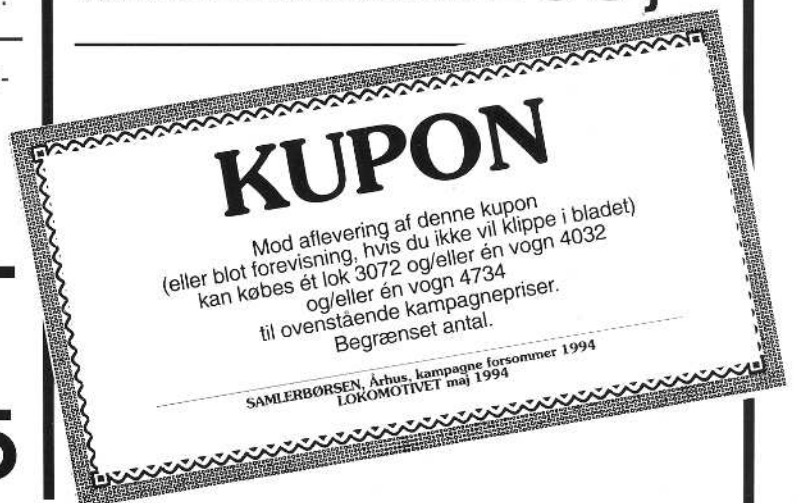 KUPON
Mod aflevering af denne kupon
(eller blot forevisning, hvis du ikke vil klippe i bladet)
kan købes ét lok 3072 og/eller én vogn 4032
og/eller én vogn 4734
til ovenstående kampagnepriser.
Begrænset antal.
SAMLERBØRSEN, Århus, kampagne forsommer 1994
LOKOMOTIVET maj 1994